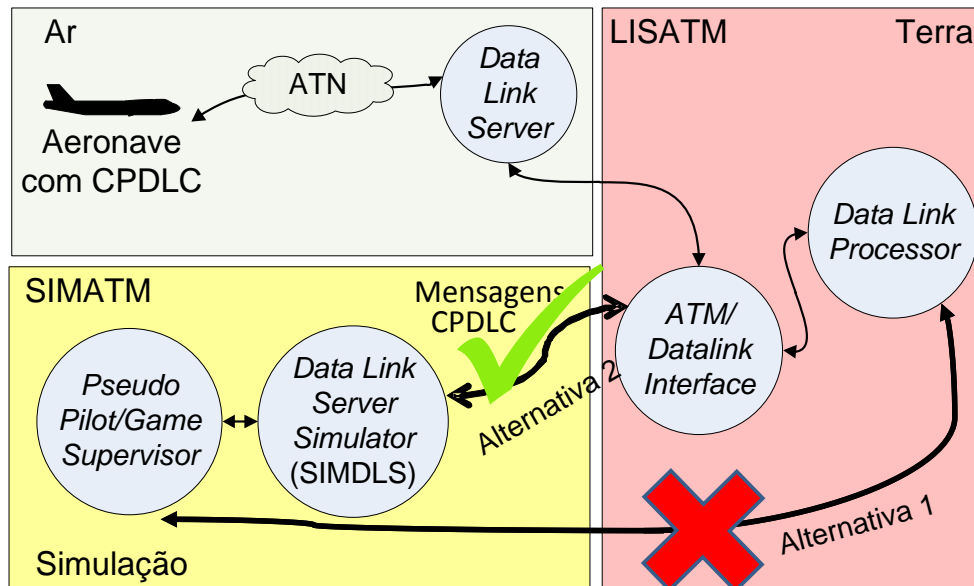 Ar
ATN
Aeronave
com CPDLC
Data
Link
Server
LISATM
Terra
Data Link
Processor
ATM/
Datalink
Interface
SIMATM
Mensagens
CPDLC
Alternativa 2
Pseudo
Pilot/Game
Supervisor
Data Link
Server
Simulator
(SIMDLS)
Alternativa 1
Simulação